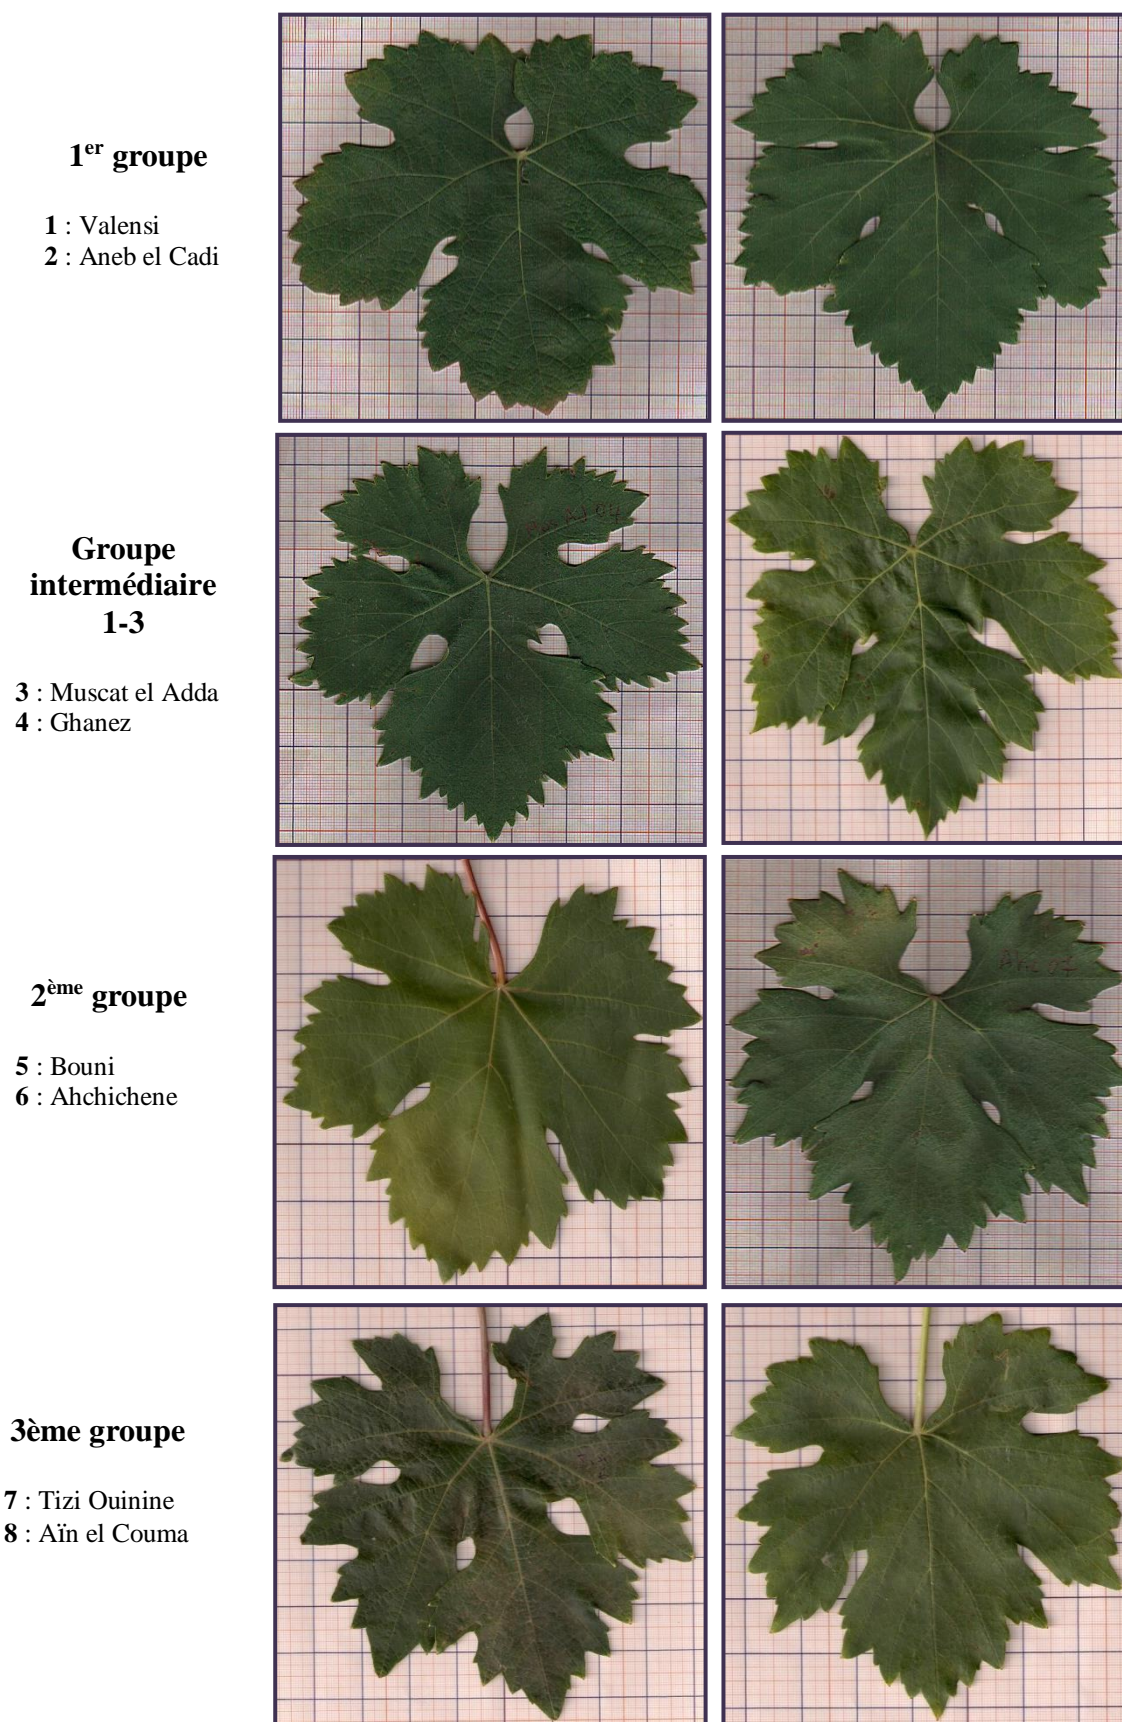 1er groupe
1 : Valensi
2 : Aneb el Cadi
Groupe
intermédiaire
1-3
3 : Muscat el Adda
4 : Ghanez
2ème groupe
5 : Bouni
6 : Ahchichene
3ème groupe
7 : Tizi Ouinine
8 : Aïn el Couma